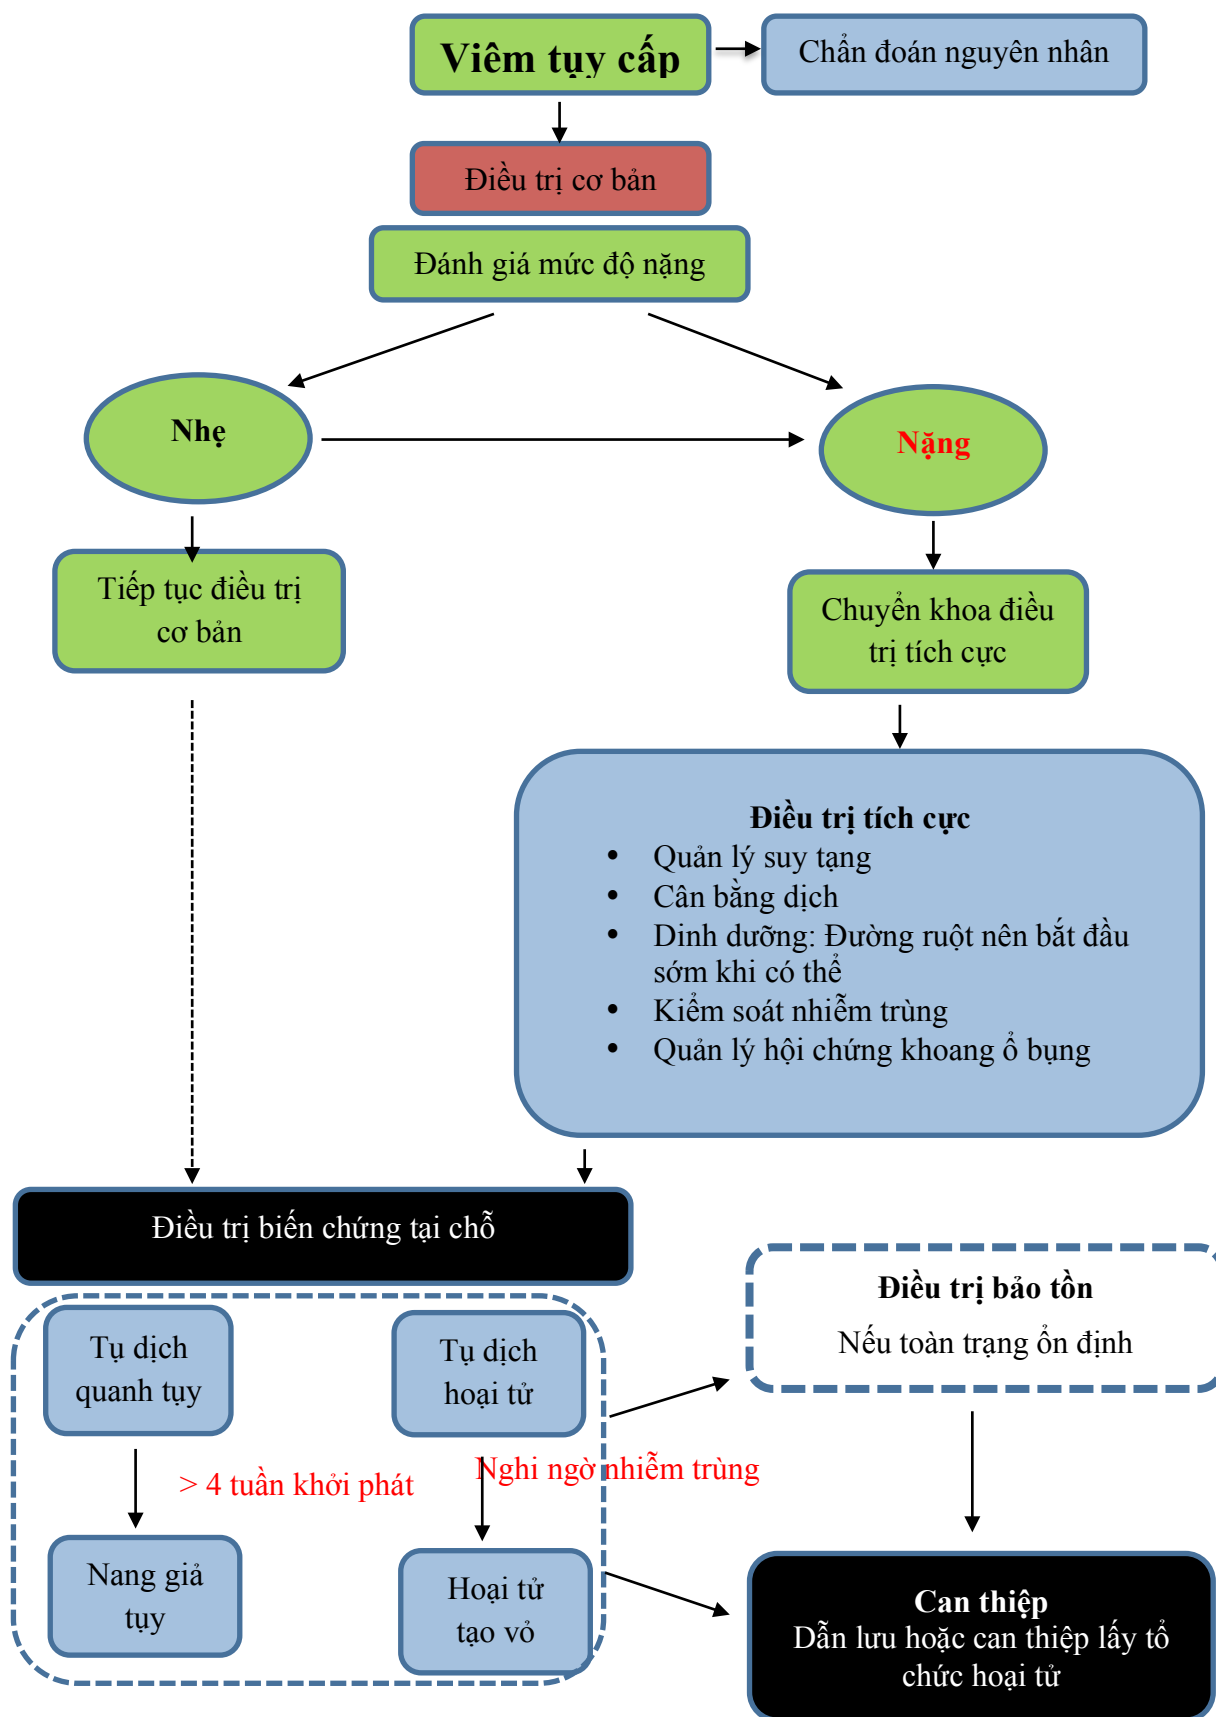 Viêm tụy cấp
Chẩn đoán nguyên nhân
Điều trị cơ bản
Đánh giá mức độ nặng
Nhẹ
Nặng
Tiếp tục điều trị
cơ bản
Chuyển khoa điều
trị tích cực
Điều trị tích cực
• Quản lý suy tạng
• Cân bằng dịch
• Dinh dưỡng: Đường ruột nên bắt đầu
sớm khi có thể
• Kiểm soát nhiễm trùng
• Quản lý hội chứng khoang ổ bụng
Điều trị biến chứng tại chỗ
Tụ dịch
quanh tụy
Tụ dịch
hoại tử
Điều trị bảo tồn
Nếu toàn trạng ổn định
> 4 tuần khởi phát
Nghi ngờ nhiễm trùng
Nang giả
tụy
Hoại tử
tạo vỏ
Can thiệp
Dẫn lưu hoặc can thiệp lấy tổ
chức hoại tử